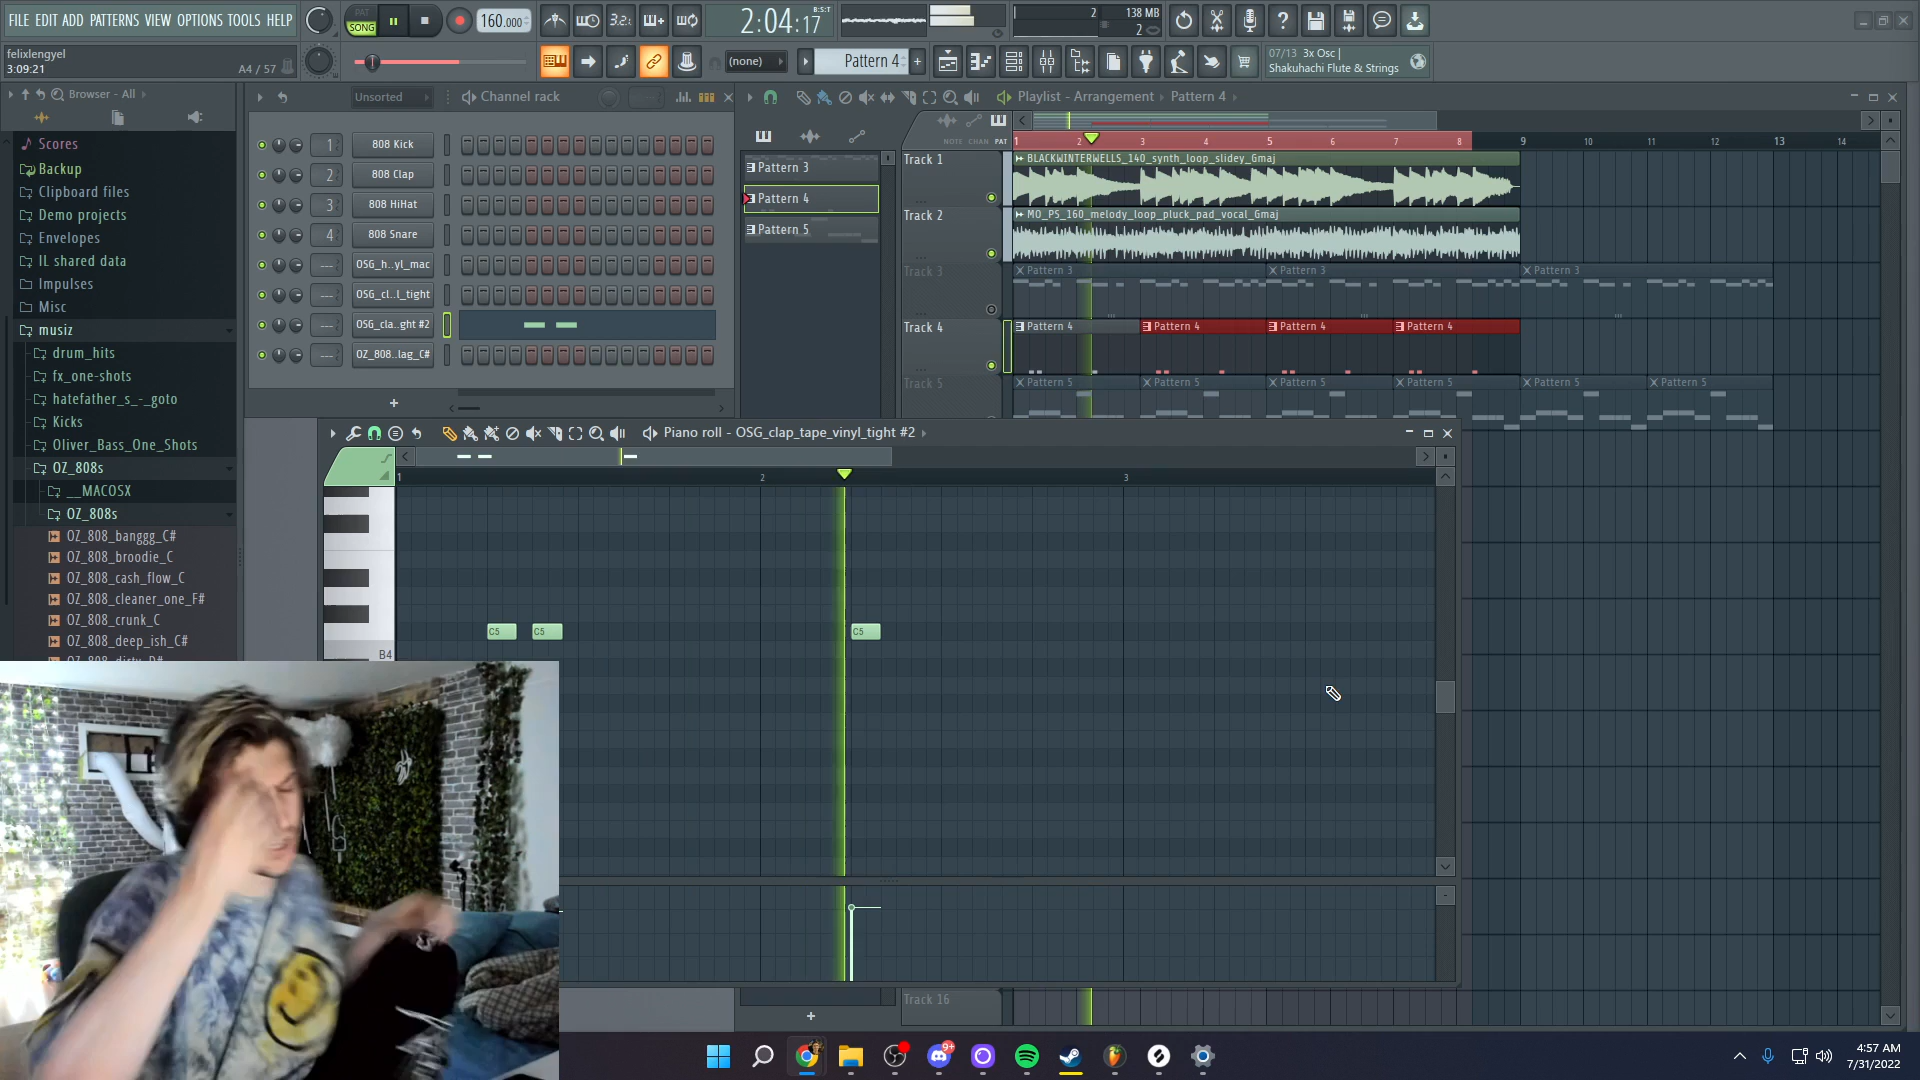 FILE EDIT ADD PATTERNS VIEW OPTIONS TOOLS HELP
PAT
SONG
160.000
3.2.
2:04:17
B:S:T
2
138 MB
2
felixlengyel
3:09:21
A4 / 57
(none)
Pattern 4
+
07/13 3x Osc |
Shakuhachi Flute & Strings
Browser - All
Scores
Backup
Clipboard files
Demo projects
Envelopes
IL shared data
Impulses
Misc
musiz
drum_hits
fx_one-shots
hatefather_s_-_goto
Kicks
Oliver_Bass_One_Shots
OZ_808s
__MACOSX
OZ_808s
OZ_808_banggg_C#
OZ_808_broodie_C
OZ_808_cash_flow_C
OZ_808_cleaner_one_F#
OZ_808_crunk_C
OZ_808_deep_ish_C#
OZ_808_dirty_D#
Unsorted
Channel rack
1 808 Kick
2 808 Clap
3 808 HiHat
4 808 Snare
--- OSG_h..yl_mac
--- OSG_cl..l_tight
--- OSG_cla..ght #2
--- OZ_808..lag_C#
+
Pattern 3
Pattern 4
Pattern 5
+
Playlist - Arrangement › Pattern 4 ›
NOTE CHAN PAT
1 2 3 4 5 6 7 8 9 10 11 12 13 14
Track 1
BLACKWINTERWELLS_140_synth_loop_slidey_Gmaj
Track 2
MO_PS_160_melody_loop_pluck_pad_vocal_Gmaj
Track 3
Pattern 3 Pattern 3 Pattern 3
Track 4
Pattern 4 Pattern 4 Pattern 4 Pattern 4
Track 5
Pattern 5 Pattern 5 Pattern 5 Pattern 5 Pattern 5 Pattern 5
Track 16
Piano roll - OSG_clap_tape_vinyl_tight #2
1 2 3
C5 C5 C5
B4
9+
4:57 AM
7/31/2022